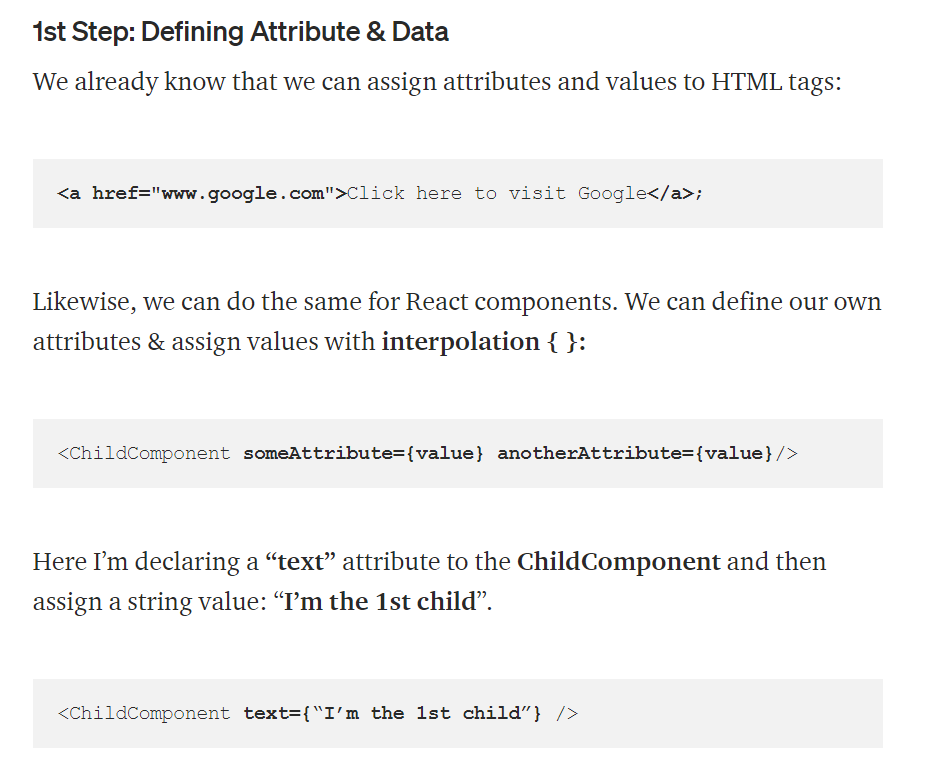 1st Step: Defining Attribute & Data
We already know that we can assign attributes and values to HTML tags:
<a href="www.google.com">Click here to visit Google</a>;
Likewise, we can do the same for React components. We can define our own
attributes & assign values with interpolation { }:
<ChildComponent someAttribute={value} anotherAttribute={value}/>
Here I’m declaring a “text” attribute to the ChildComponent and then
assign a string value: “I’m the 1st child”.
<ChildComponent text={“I’m the 1st child”} />